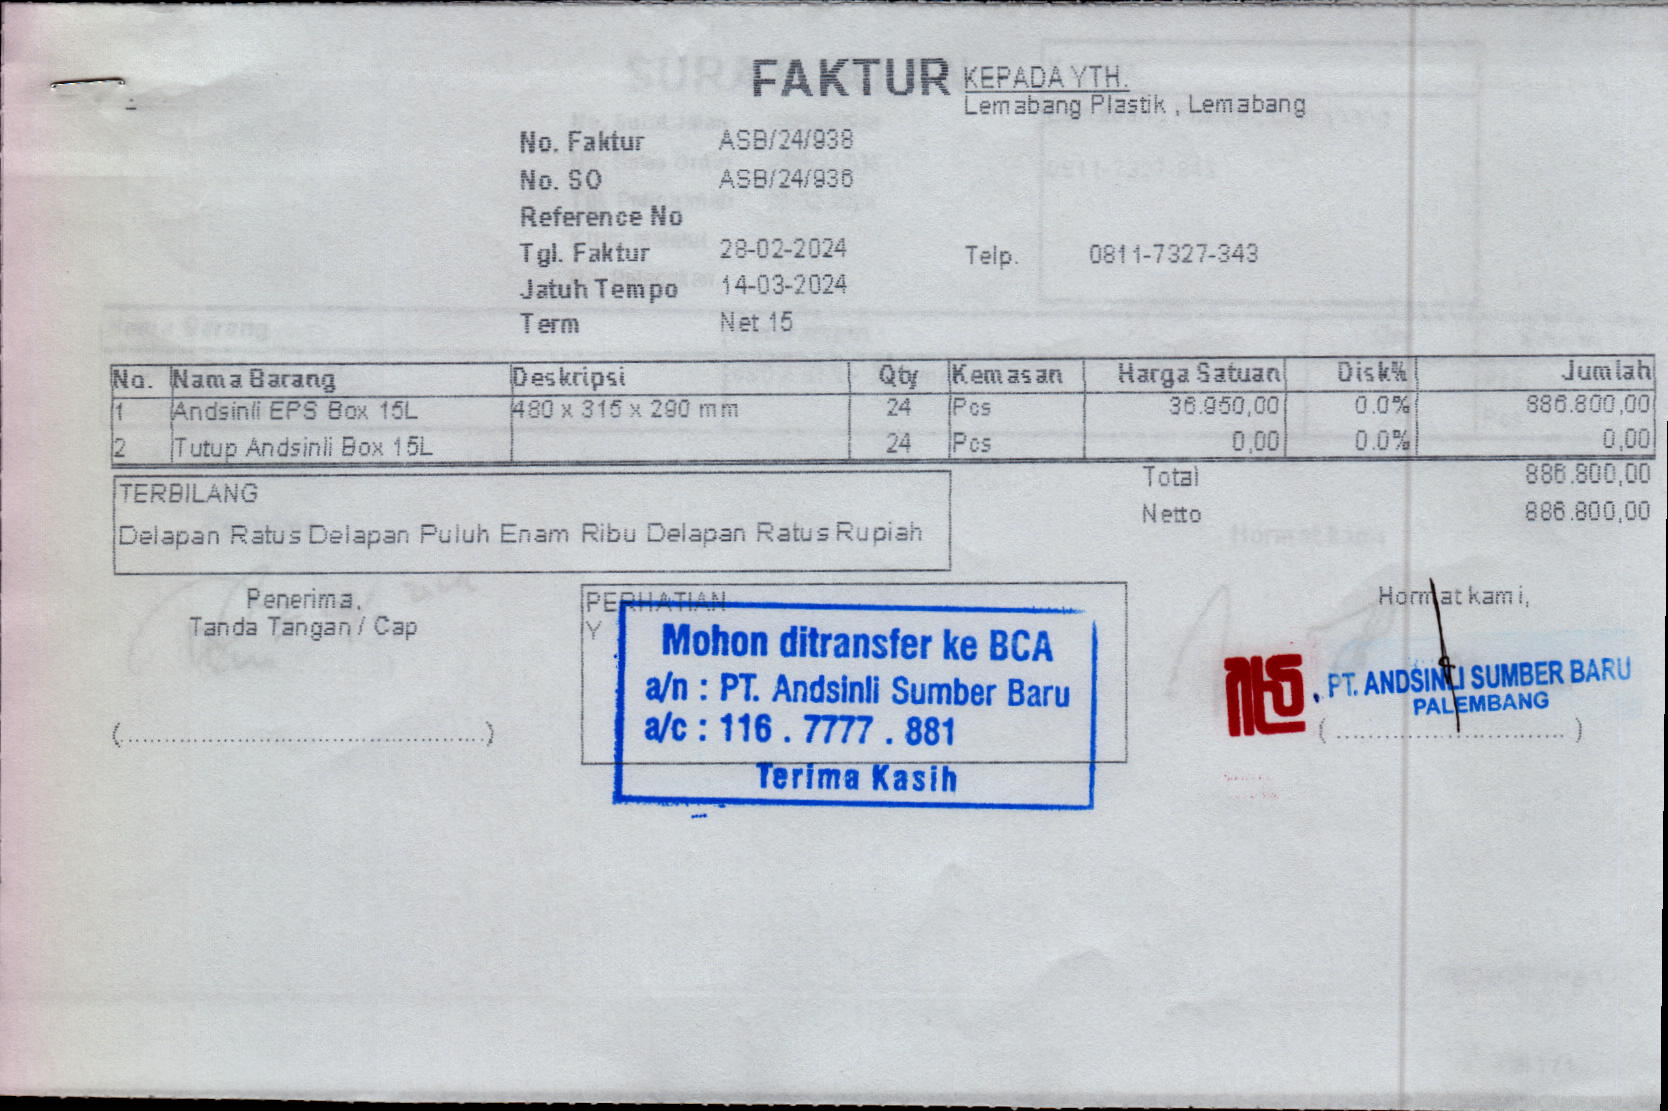 FAKTUR
KEPADA YTH.
Lemabang Plastik , Lemabang
No. Faktur ASB/24/938
No. SO ASB/24/936
Reference No
Tgl. Faktur 28-02-2024
Telp. 0811-7327-343
Jatuh Tempo 14-03-2024
Term Net 15
No. Nama Barang Deskripsi Qty Kemasan Harga Satuan Disk% Jumlah
1 Andsinli EPS Box 15L 480 x 315 x 290 mm 24 Pcs 36.950,00 0.0% 886.800,00
2 Tutup Andsinli Box 15L 24 Pcs 0,00 0.0% 0,00
Total 886.800,00
Netto 886.800,00
TERBILANG
Delapan Ratus Delapan Puluh Enam Ribu Delapan Ratus Rupiah
Penerima,
Tanda Tangan / Cap
(....................................................)
PERHATIAN
Y
Mohon ditransfer ke BCA
a/n : PT. Andsinli Sumber Baru
a/c : 116 . 7777 . 881
Terima Kasih
Hormat kami,
PT. ANDSINLI SUMBER BARU
PALEMBANG
(.................................)